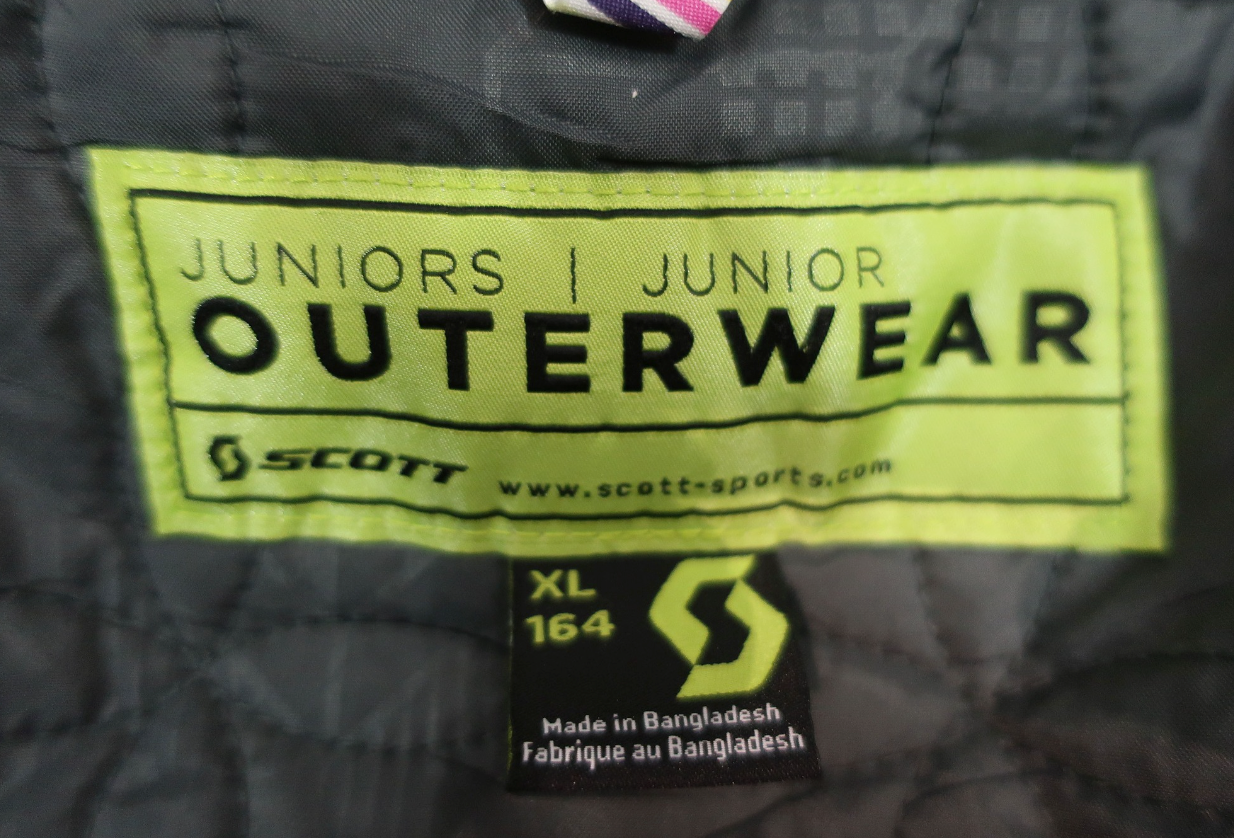 JUNIORS | JUNIOR
OUTERWEAR
SCOTT www.scott-sports.com
XL
164
Made in Bangladesh
Fabrique au Bangladesh